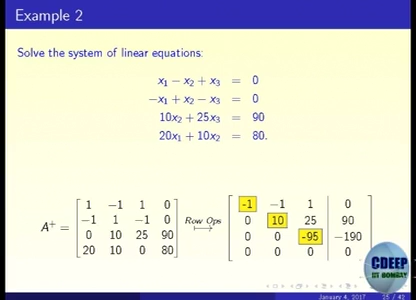 Example 2
Solve the system of linear equations:
x₁ − x₂ + x₃ = 0
−x₁ + x₂ − x₃ = 0
10x₂ + 25x₃ = 90
20x₁ + 10x₂ = 80.
A⁺ = [ 1 −1 1 0 Row Ops ⟼ [ -1 −1 1 | 0
−1 1 −1 0 0 10 25 | 90
0 10 25 90 0 0 -95 | −190
20 10 0 80 ] 0 0 0 | 0 ]
CDEEP
IIT BOMBAY
January 4, 2017 25 / 43